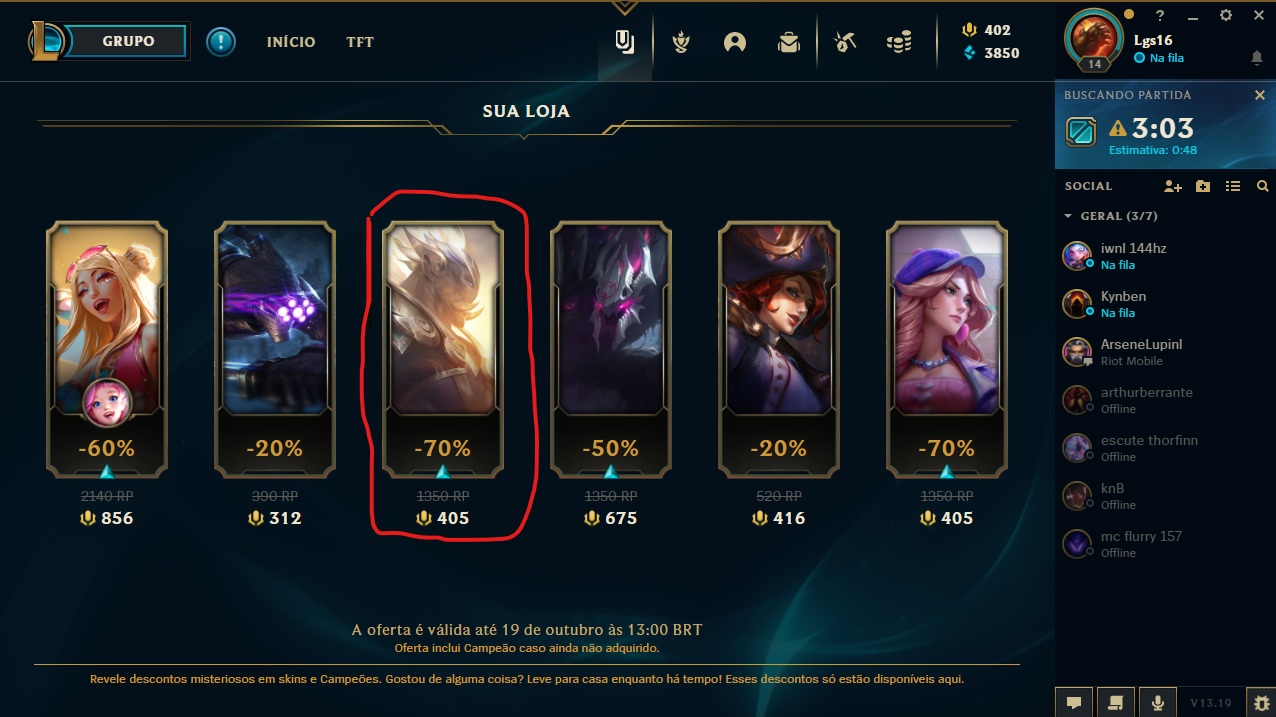 GRUPO
INÍCIO
TFT
402
3850
?
Lgs16
14
Na fila
BUSCANDO PARTIDA
3:03
Estimativa: 0:48
SOCIAL
GERAL (3/7)
iwnl 144hz
Na fila
Kynben
Na fila
ArseneLupinl
Riot Mobile
arthurberrante
Offline
escute thorfinn
Offline
knB
Offline
mc flurry 157
Offline
V13.19
SUA LOJA
-60%
2140 RP
856
-20%
390 RP
312
-70%
1350 RP
405
-50%
1350 RP
675
-20%
520 RP
416
-70%
1350 RP
405
A oferta é válida até 19 de outubro às 13:00 BRT
Oferta inclui Campeão caso ainda não adquirido.
Revele descontos misteriosos em skins e Campeões. Gostou de alguma coisa? Leve para casa enquanto há tempo! Esses descontos só estão disponíveis aqui.